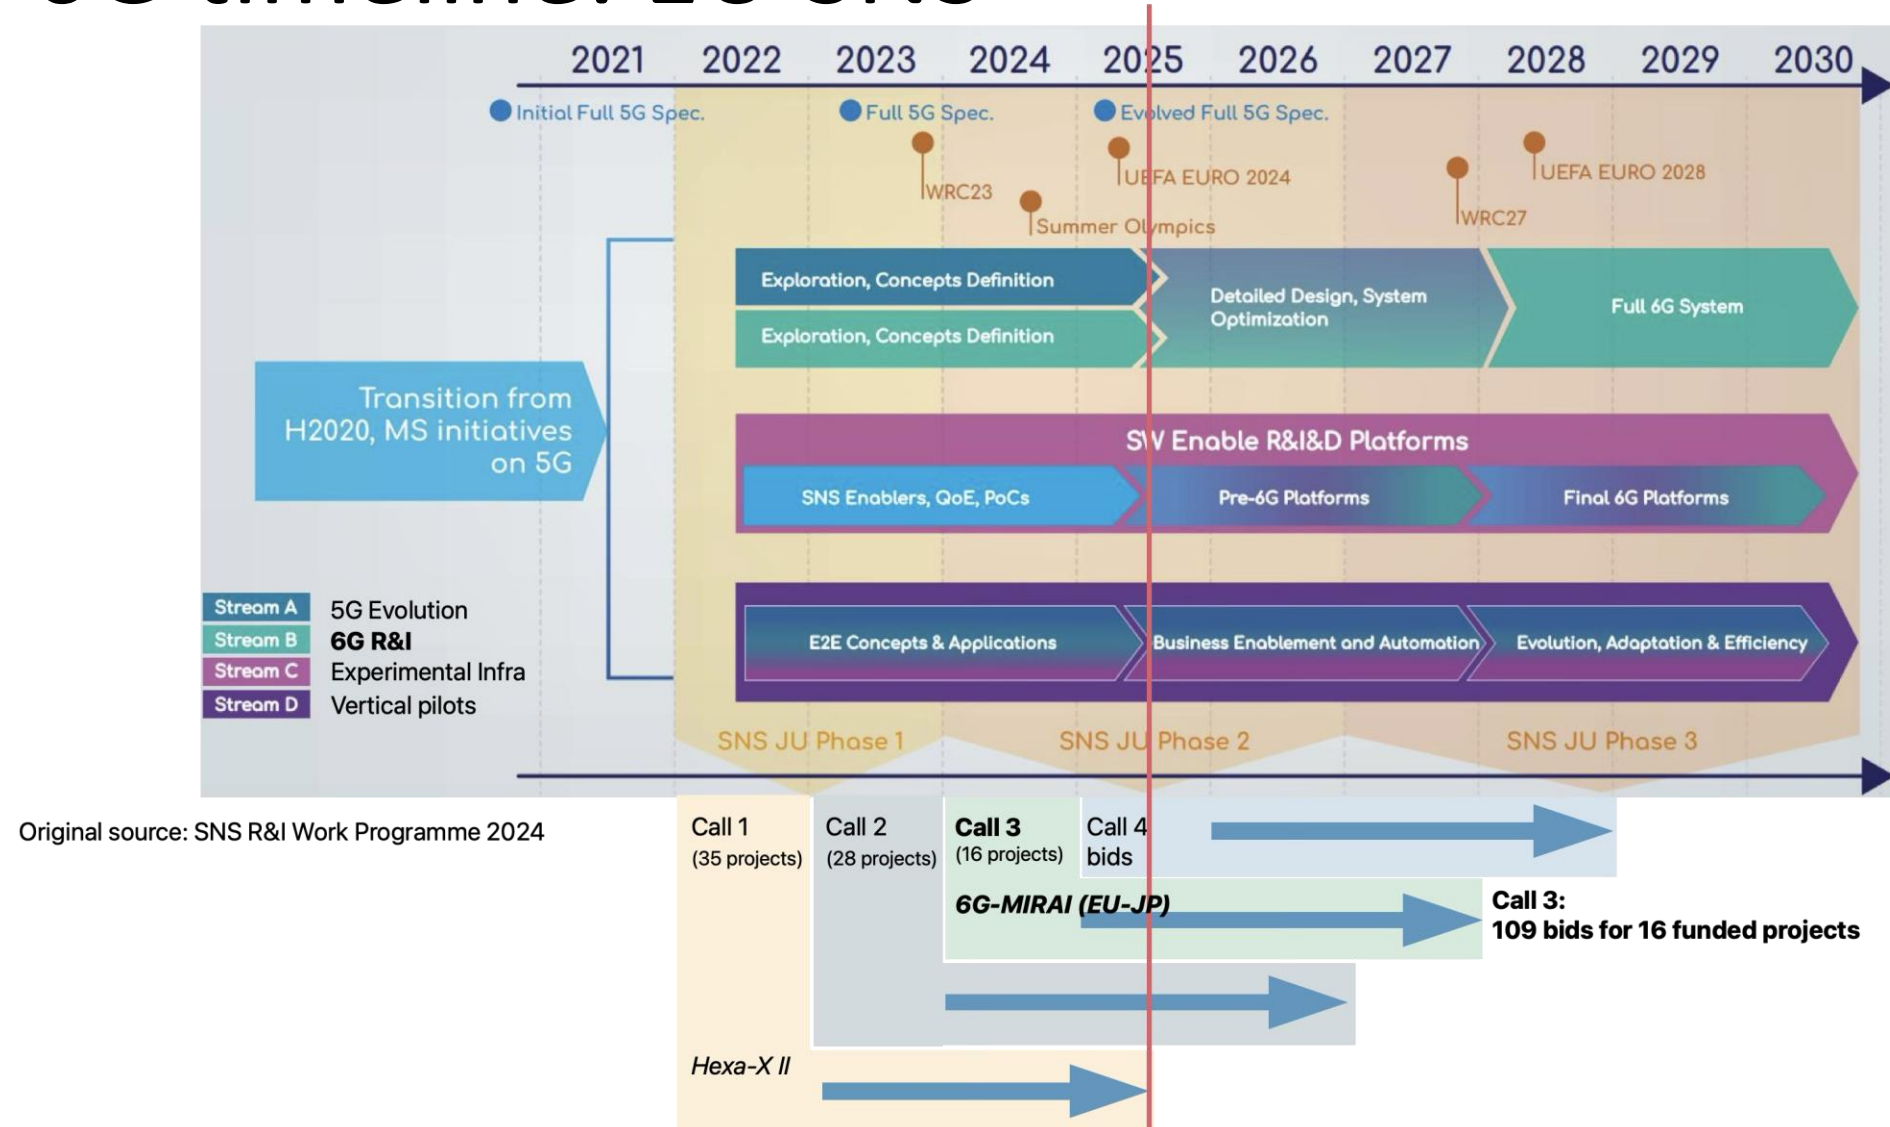 6G timeline: EU SNS
2021 2022 2023 2024 2025 2026 2027 2028 2029 2030
Initial Full 5G Spec.
Full 5G Spec.
Evolved Full 5G Spec.
WRC23
Summer Olympics
UEFA EURO 2024
WRC27
UEFA EURO 2028
Exploration, Concepts Definition
Exploration, Concepts Definition
Detailed Design, System
Optimization
Full 6G System
Transition from
H2020, MS initiatives
on 5G
SW Enable R&I&D Platforms
SNS Enablers, QoE, PoCs
Pre-6G Platforms
Final 6G Platforms
E2E Concepts & Applications
Business Enablement and Automation
Evolution, Adaptation & Efficiency
Stream A 5G Evolution
Stream B 6G R&I
Stream C Experimental Infra
Stream D Vertical pilots
SNS JU Phase 1
SNS JU Phase 2
SNS JU Phase 3
Original source: SNS R&I Work Programme 2024
Call 1
(35 projects)
Call 2
(28 projects)
Call 3
(16 projects)
Call 4
bids
6G-MIRAI (EU-JP)
Call 3:
109 bids for 16 funded projects
Hexa-X II